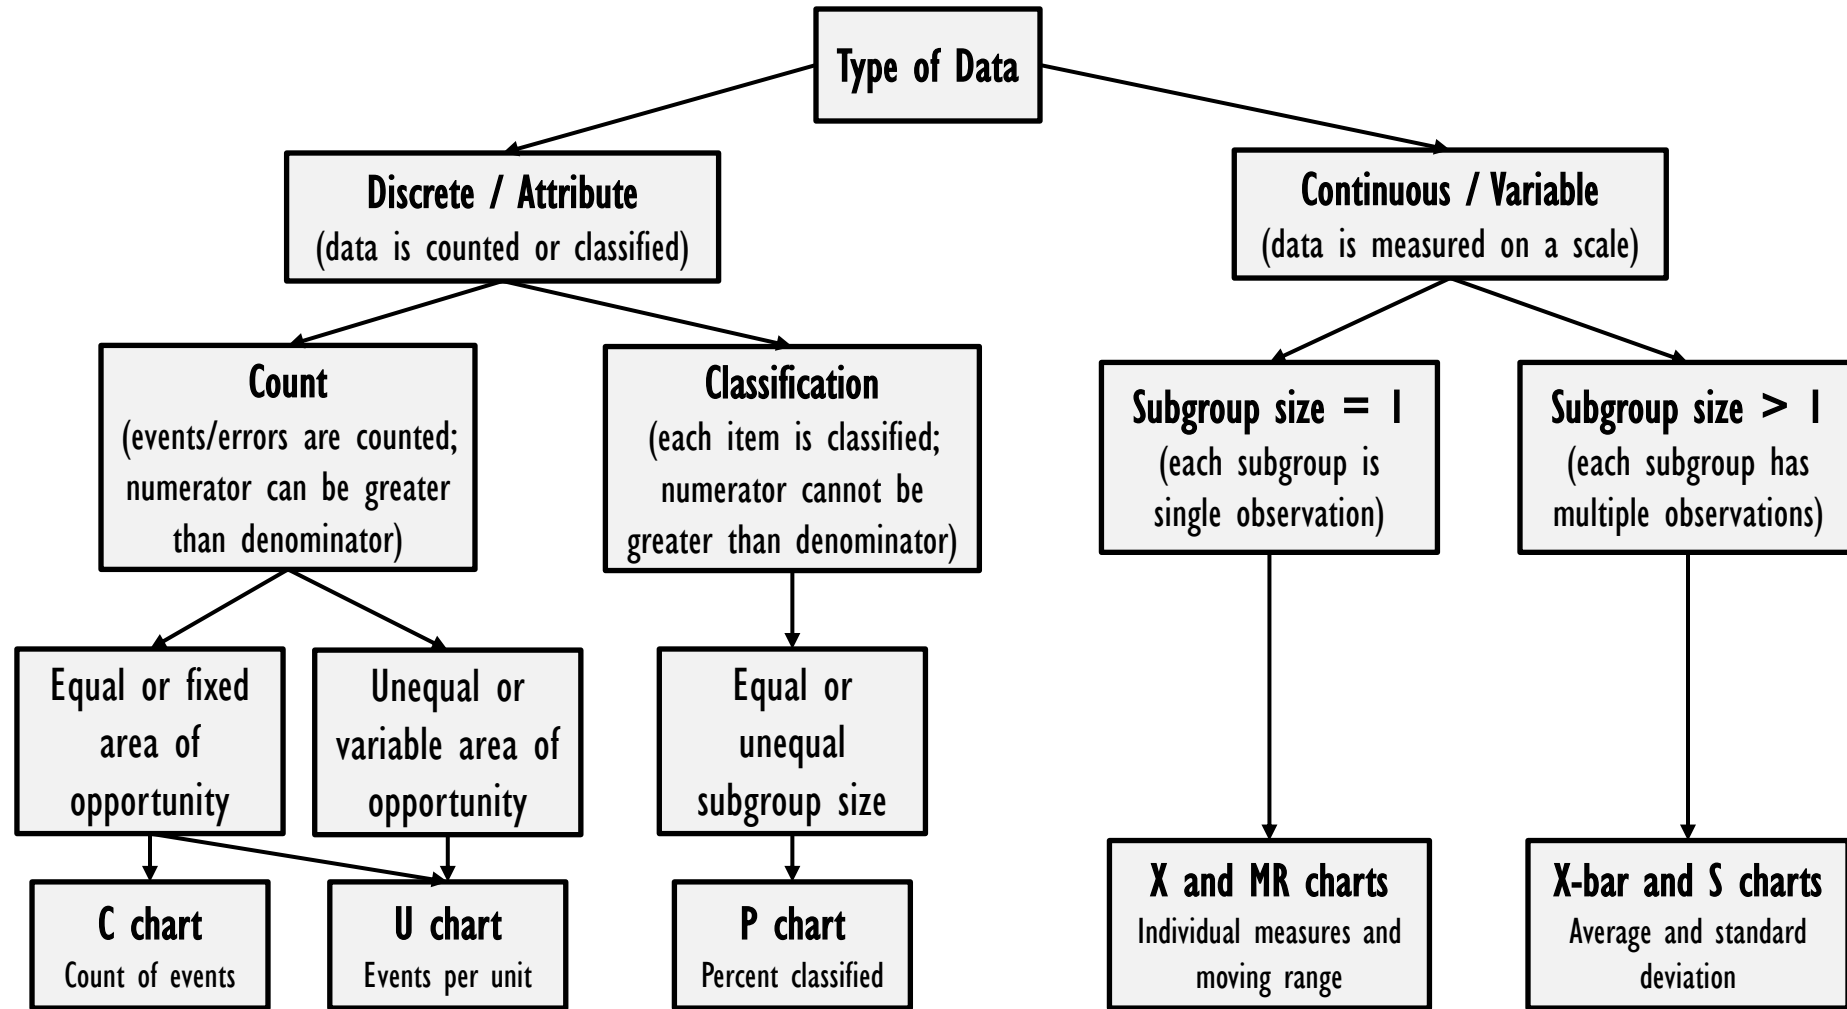 Type of Data
Discrete / Attribute
(data is counted or classified)
Continuous / Variable
(data is measured on a scale)
Count
(events/errors are counted;
numerator can be greater
than denominator)
Classification
(each item is classified;
numerator cannot be
greater than denominator)
Subgroup size = 1
(each subgroup is
single observation)
Subgroup size > 1
(each subgroup has
multiple observations)
Equal or fixed
area of
opportunity
Unequal or
variable area of
opportunity
Equal or
unequal
subgroup size
C chart
Count of events
U chart
Events per unit
P chart
Percent classified
X and MR charts
Individual measures and
moving range
X-bar and S charts
Average and standard
deviation